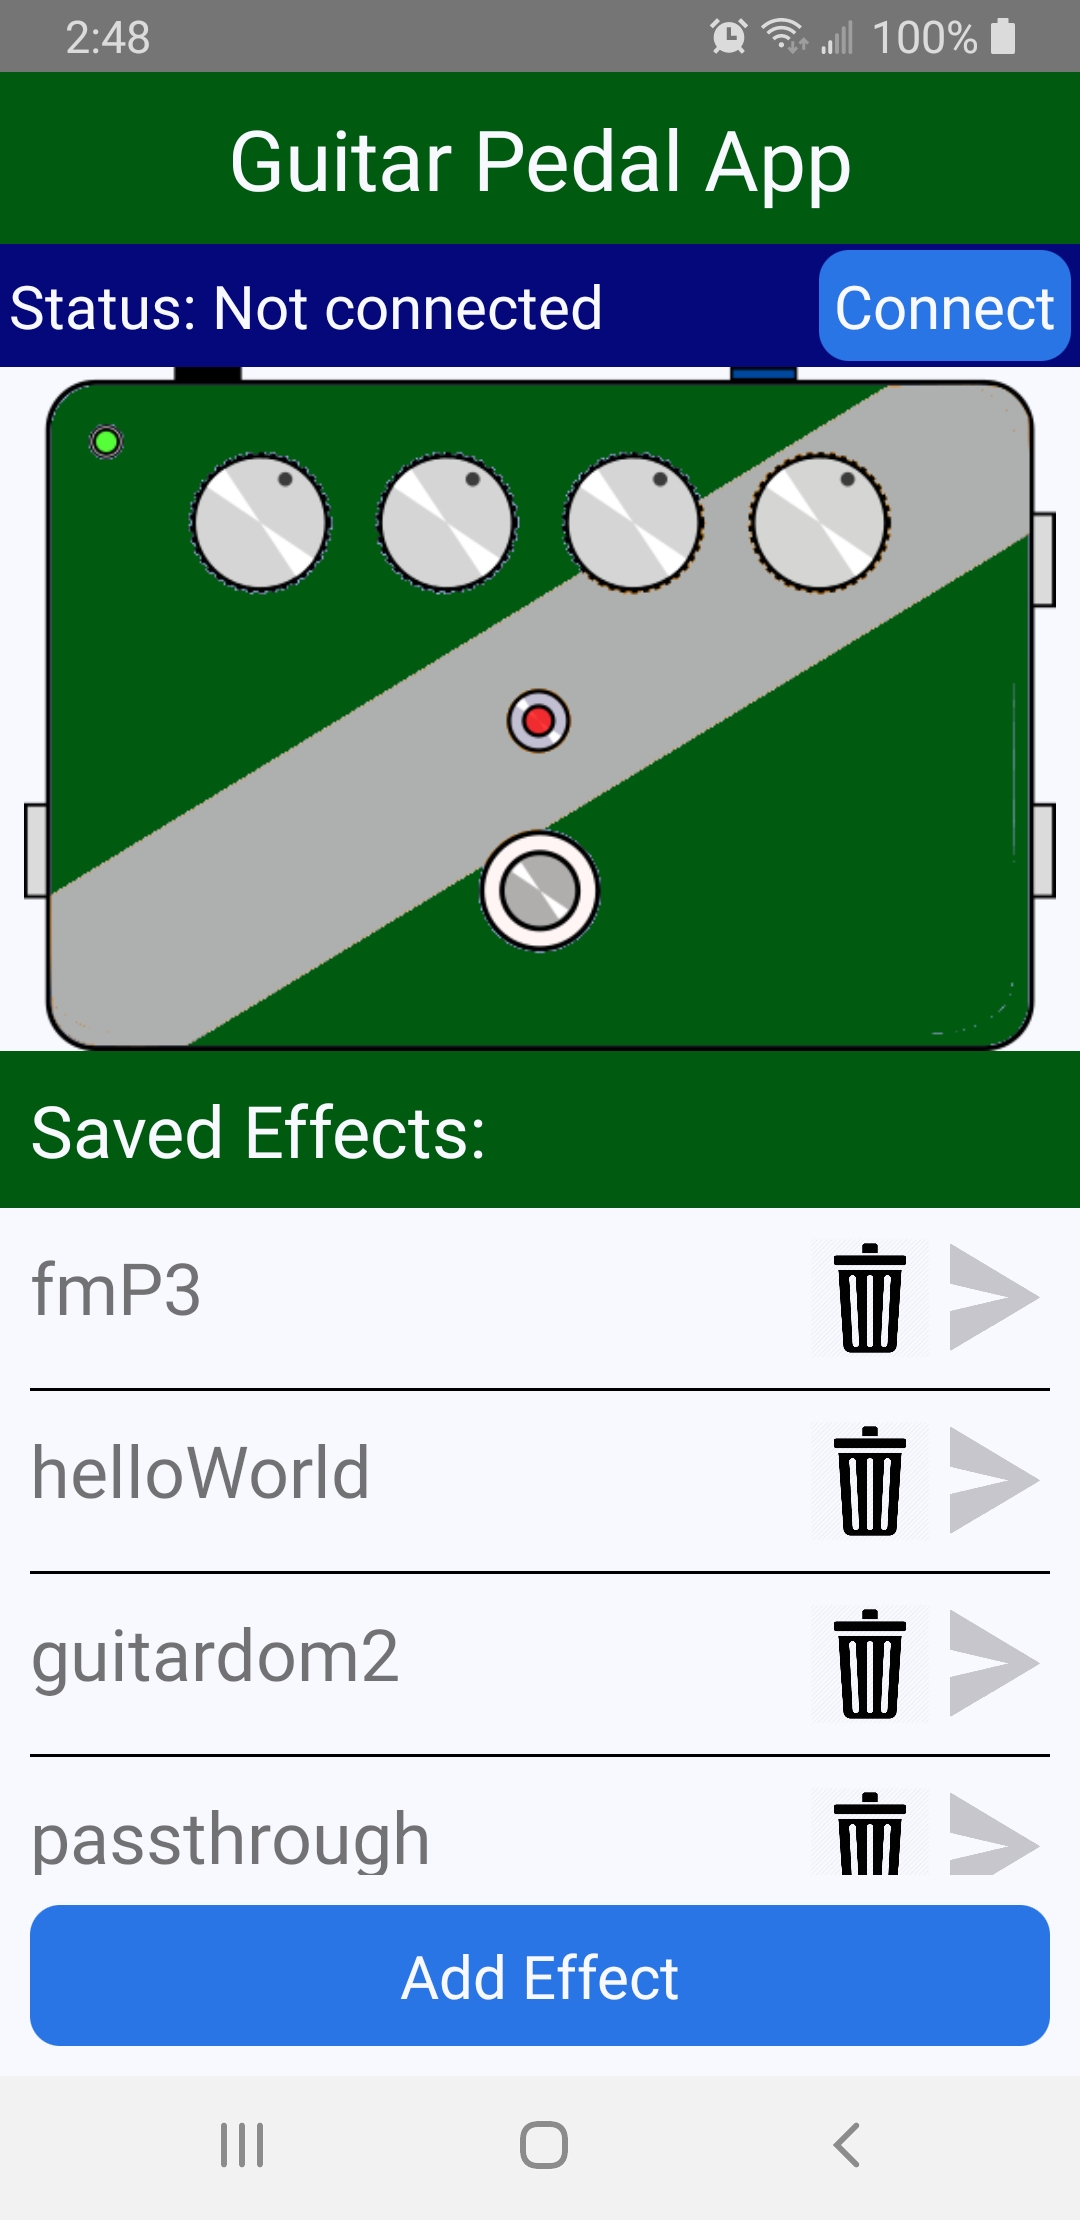 2:48 100%
Guitar Pedal App
Status: Not connected Connect
Saved Effects:
fmP3
helloWorld
guitardom2
passthrough
Add Effect